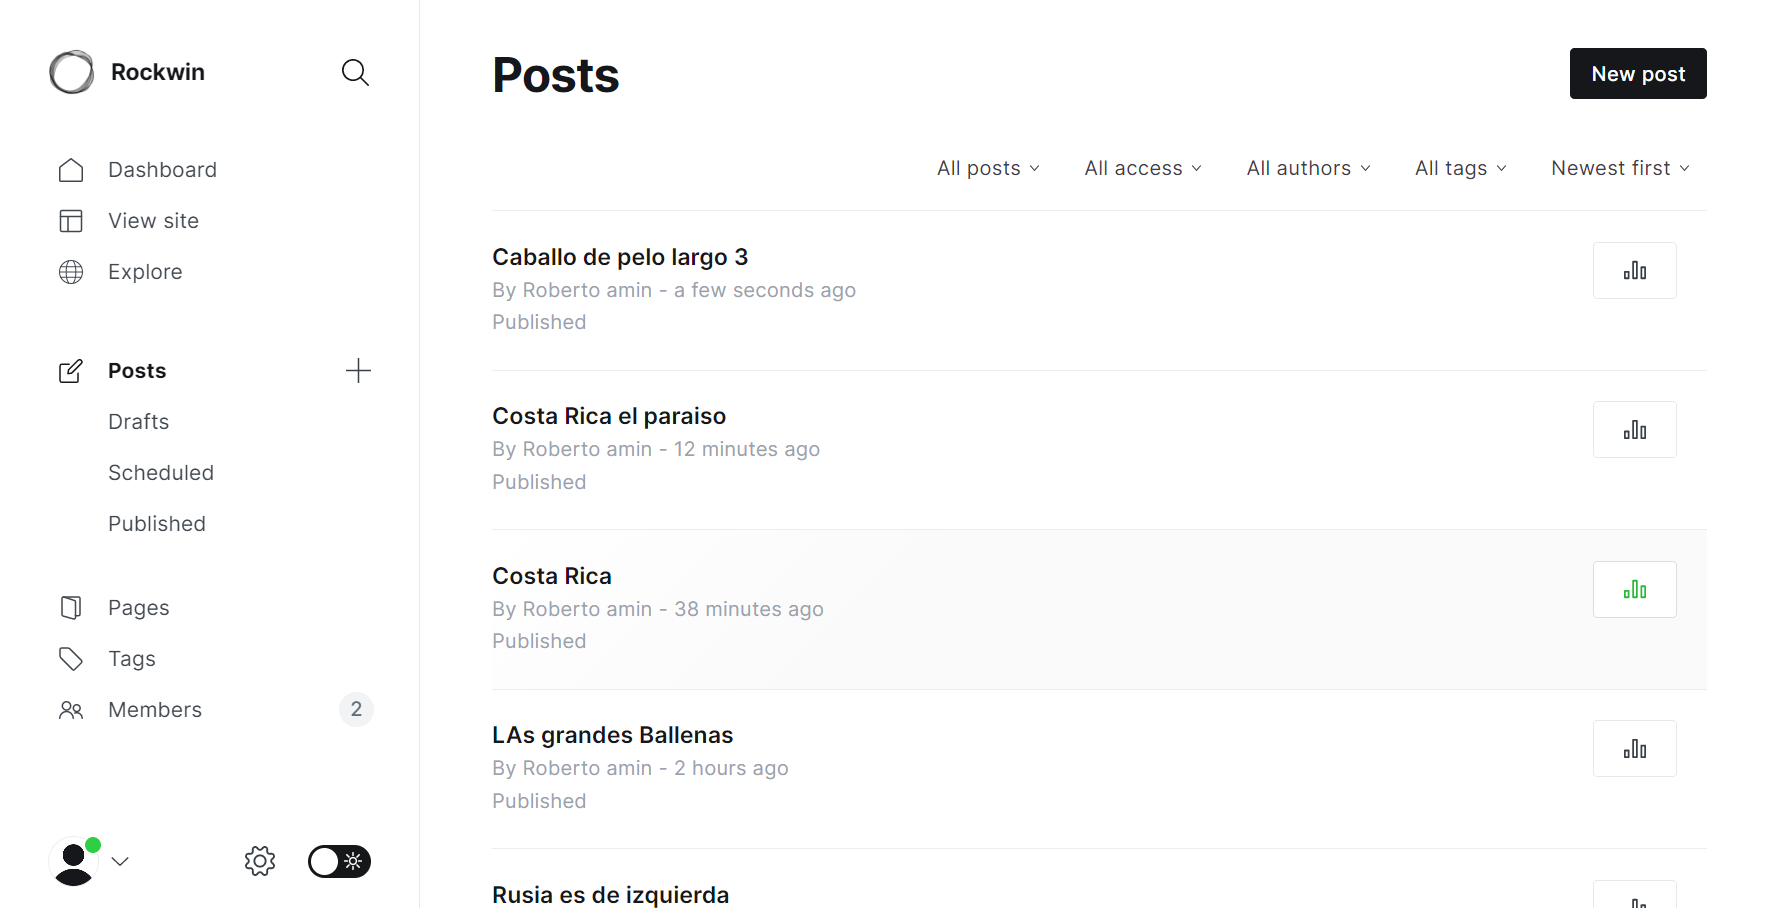 Rockwin
Dashboard
View site
Explore
Posts
Drafts
Scheduled
Published
Pages
Tags
Members 2
Posts
New post
All posts All access All authors All tags Newest first
Caballo de pelo largo 3
By Roberto amin - a few seconds ago
Published
Costa Rica el paraiso
By Roberto amin - 12 minutes ago
Published
Costa Rica
By Roberto amin - 38 minutes ago
Published
LAs grandes Ballenas
By Roberto amin - 2 hours ago
Published
Rusia es de izquierda